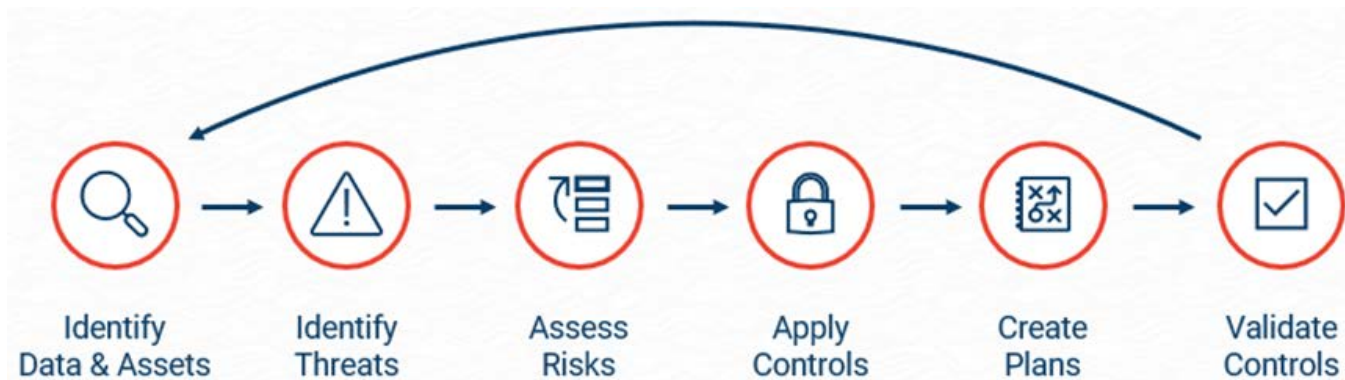 Identify
Data & Assets
Identify
Threats
Assess
Risks
Apply
Controls
Create
Plans
Validate
Controls